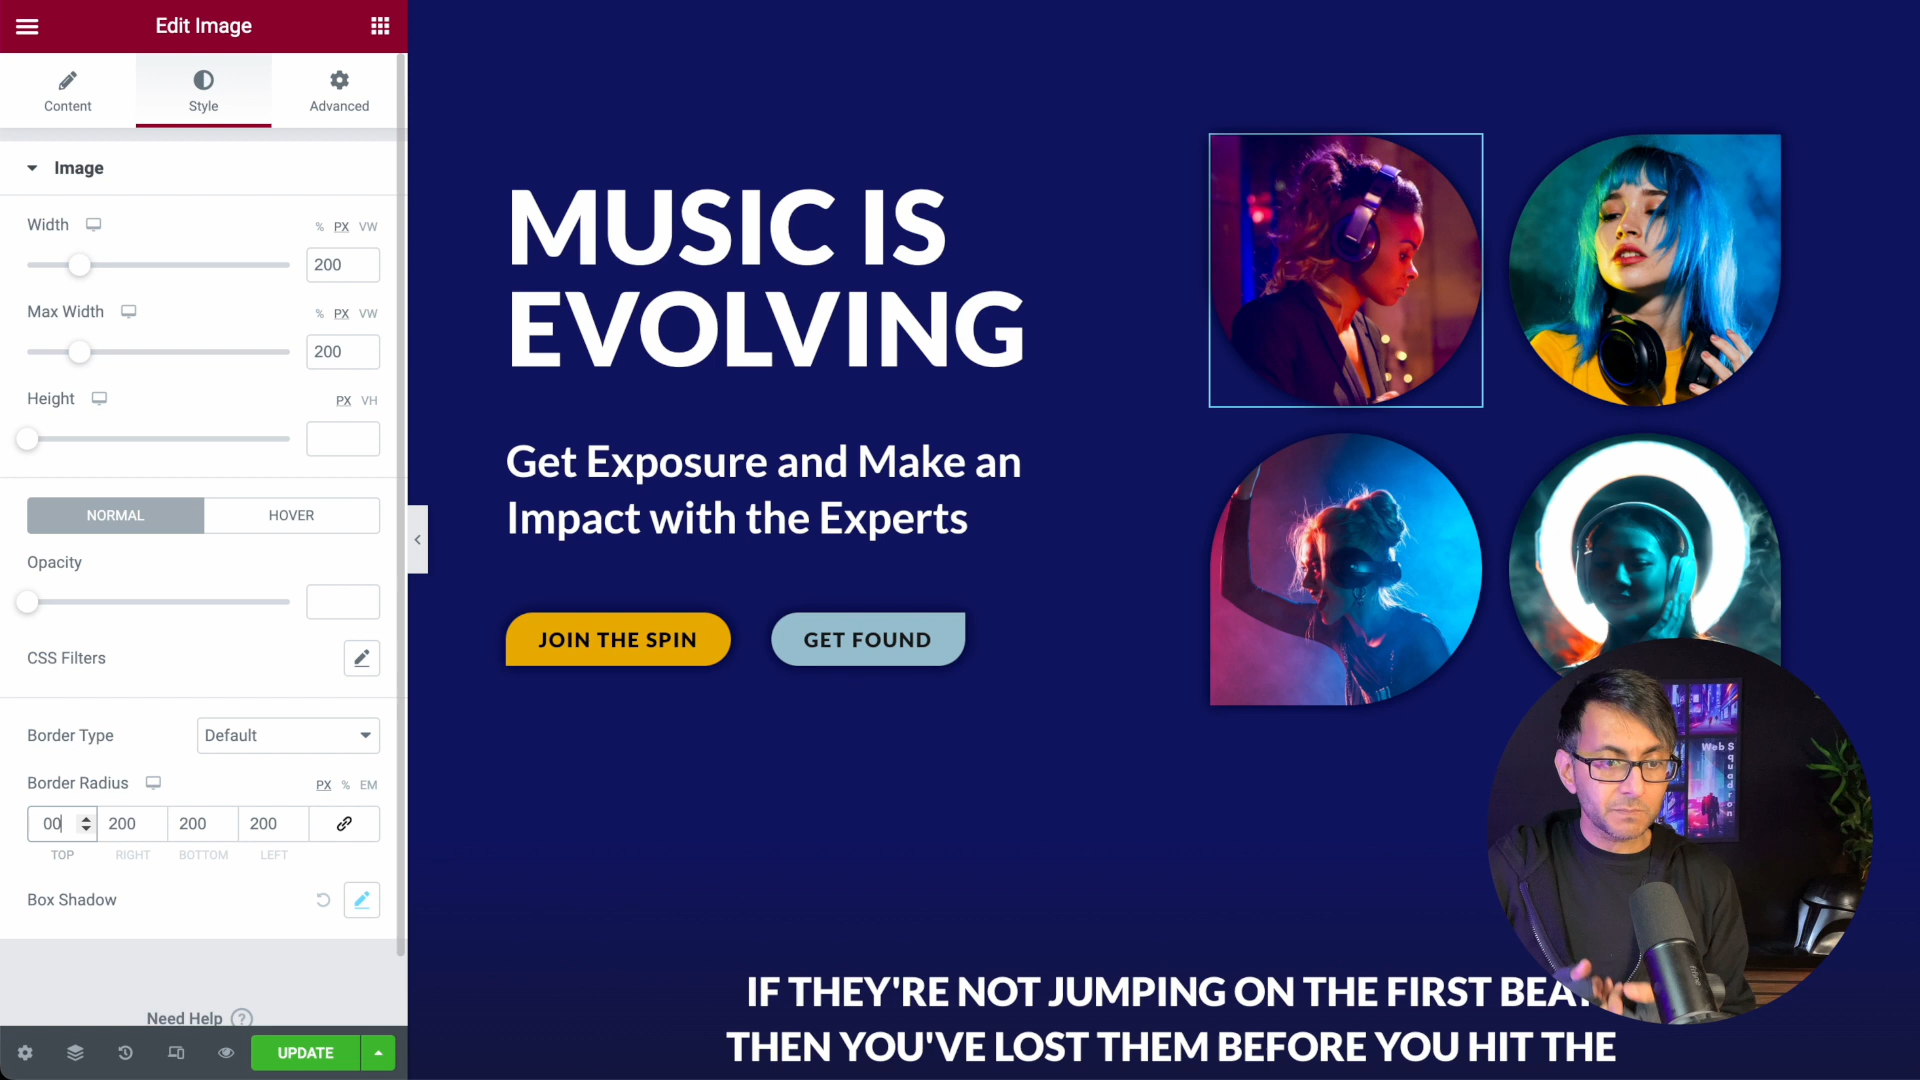 Edit Image
Content
Style
Advanced
Image
Width
% PX VW
200
Max Width
% PX VW
200
Height
PX VH
NORMAL
HOVER
Opacity
CSS Filters
Border Type
Default
Border Radius
PX % EM
00
200
200
200
TOP
RIGHT
BOTTOM
LEFT
Box Shadow
Need Help ?
UPDATE
MUSIC IS
EVOLVING
Get Exposure and Make an
Impact with the Experts
JOIN THE SPIN
GET FOUND
Web Squadron
IF THEY'RE NOT JUMPING ON THE FIRST BEAT
THEN YOU'VE LOST THEM BEFORE YOU HIT THE